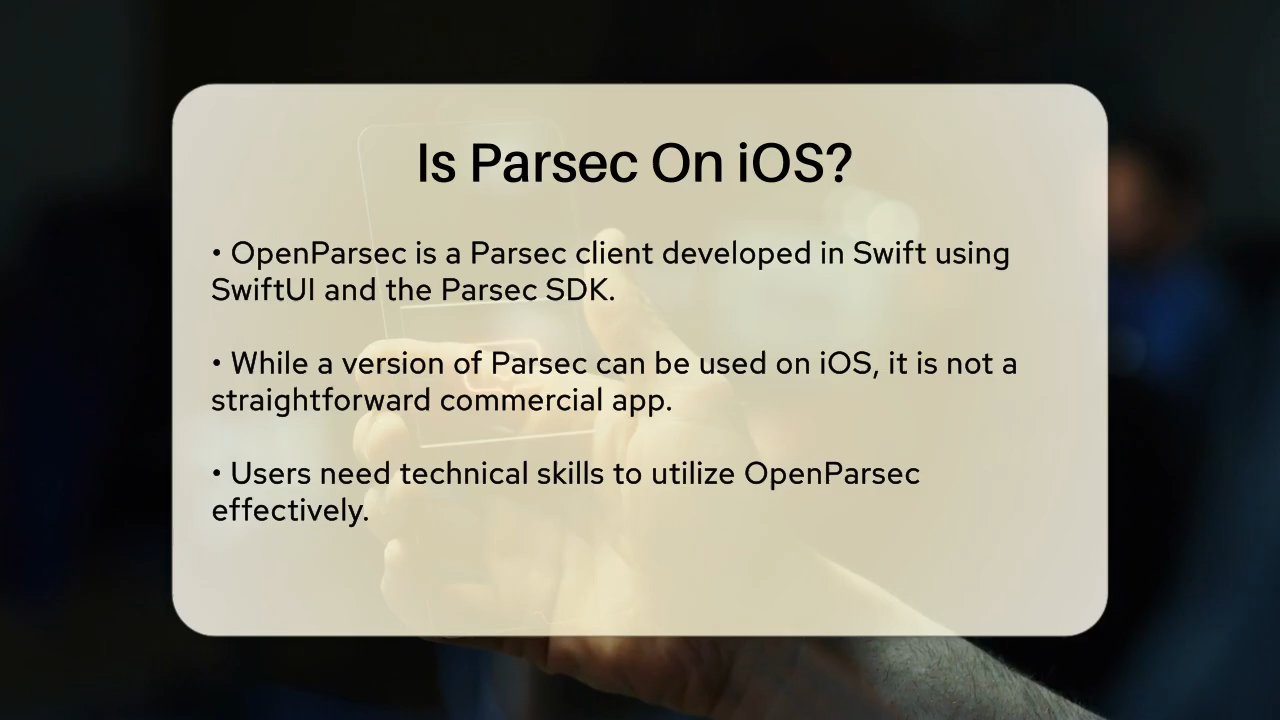 Is Parsec On iOS?
• OpenParsec is a Parsec client developed in Swift using
SwiftUI and the Parsec SDK.
• While a version of Parsec can be used on iOS, it is not a
straightforward commercial app.
• Users need technical skills to utilize OpenParsec
effectively.